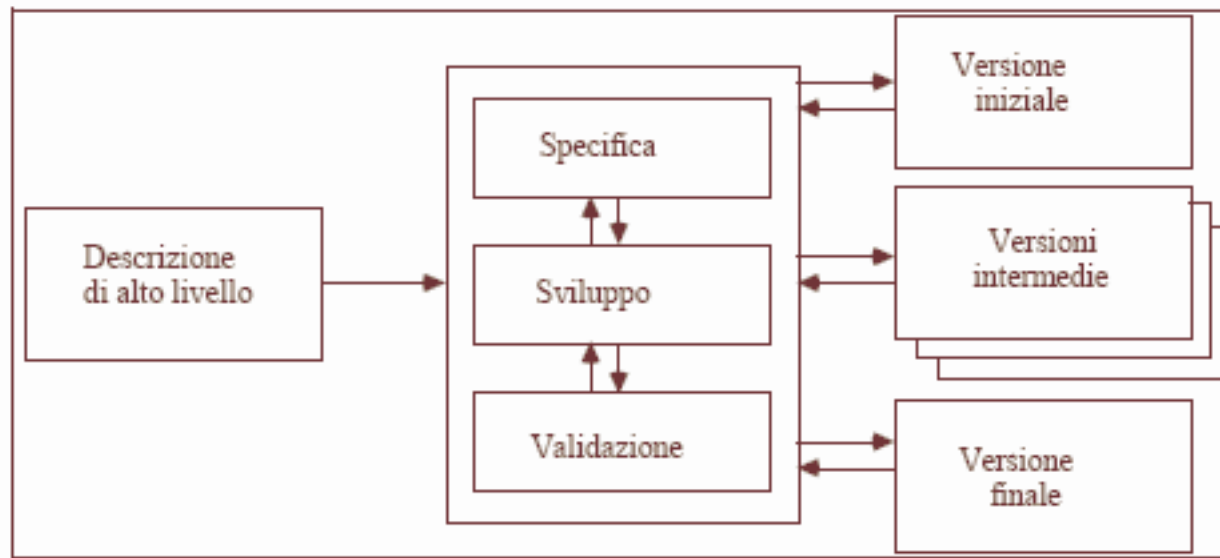 Descrizione
di alto livello
Specifica
Sviluppo
Validazione
Versione
iniziale
Versioni
intermedie
Versione
finale